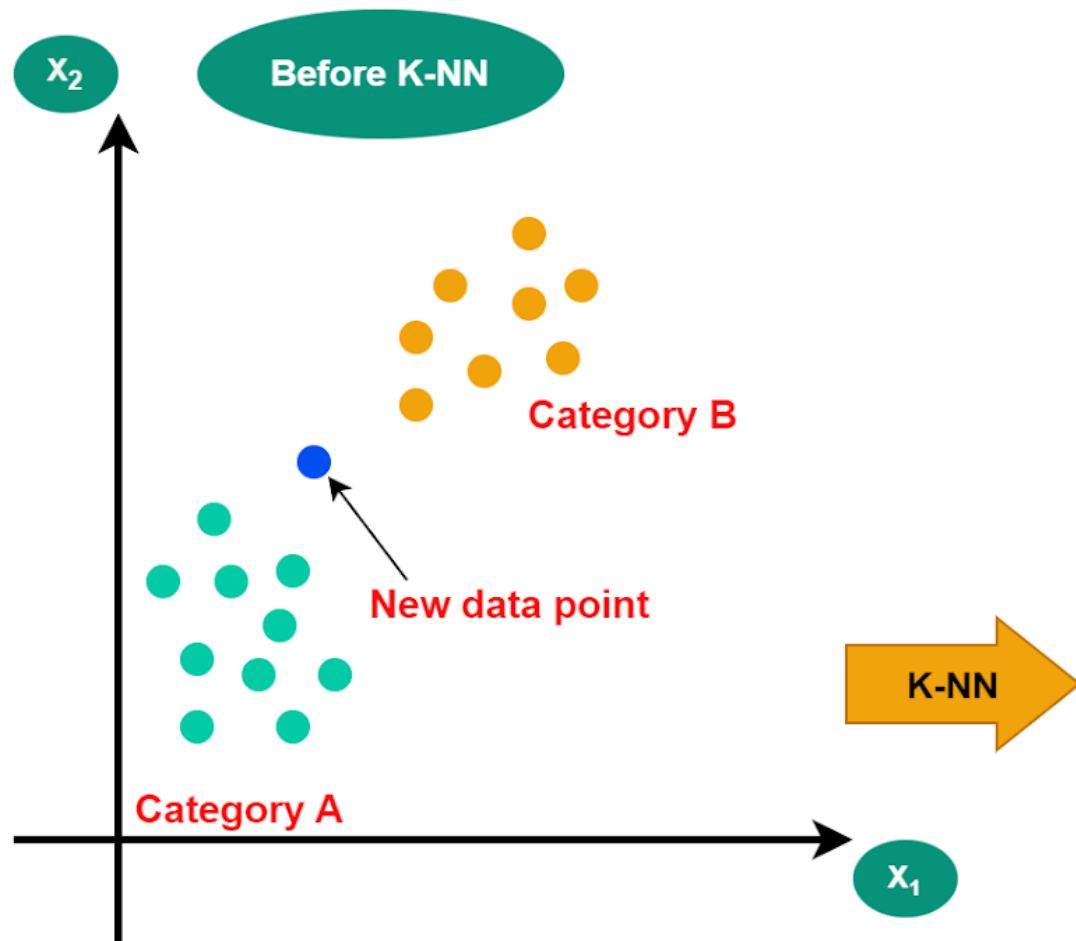 X₂
Before K-NN
Category B
New data point
K-NN
Category A
X₁